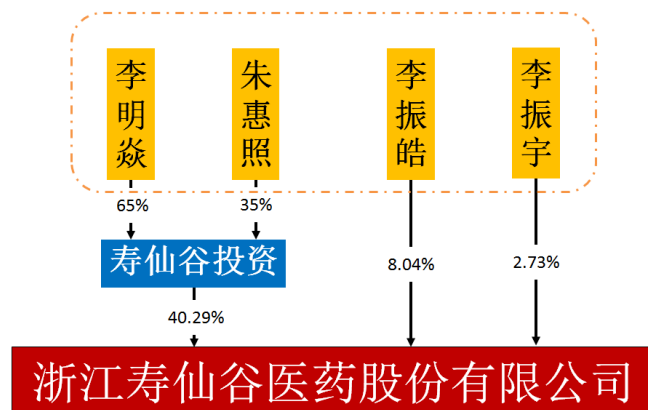 李明焱
朱惠照
李振皓
李振宇
65%
35%
寿仙谷投资
8.04%
2.73%
40.29%
浙江寿仙谷医药股份有限公司